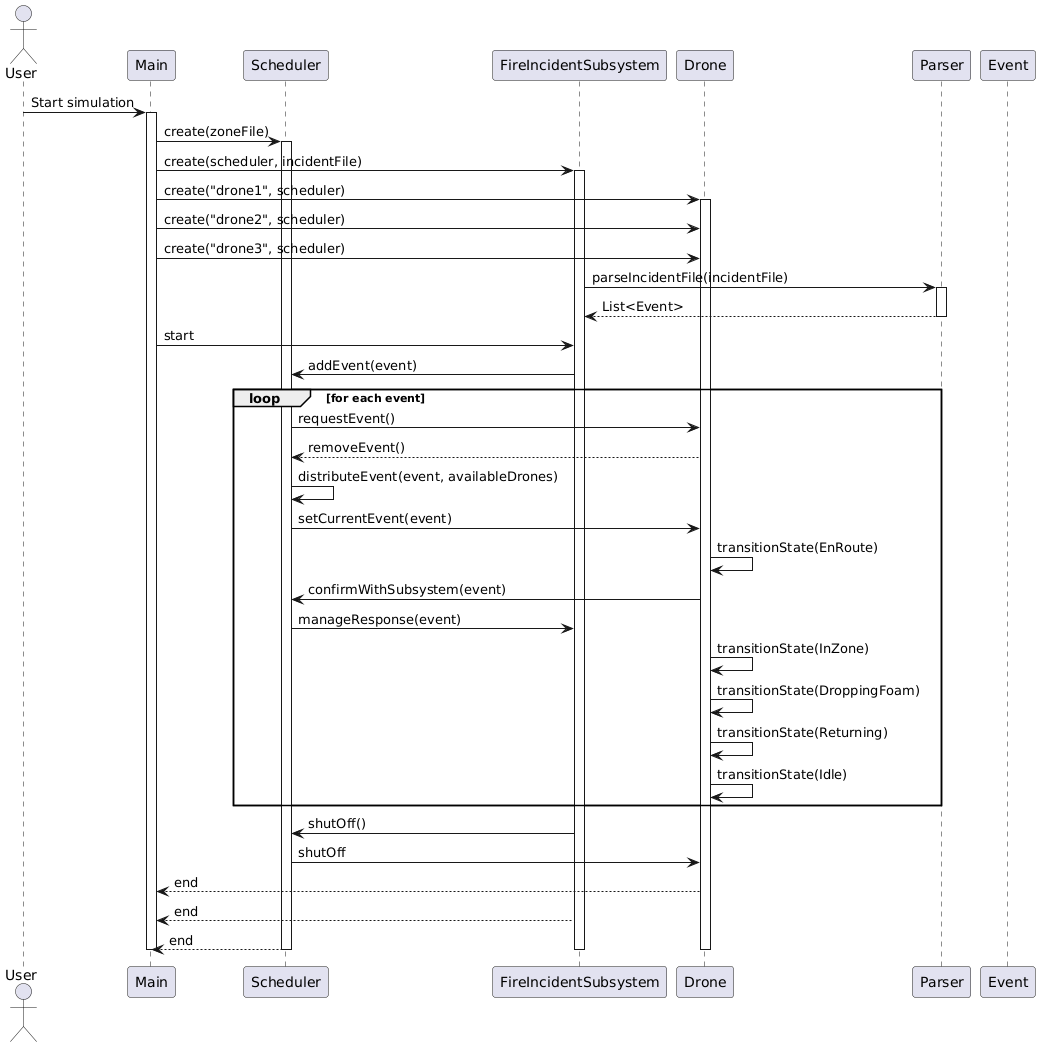 User
Main
Scheduler
FireIncidentSubsystem
Drone
Parser
Event
Start simulation
create(zoneFile)
create(scheduler, incidentFile)
create("drone1", scheduler)
create("drone2", scheduler)
create("drone3", scheduler)
parseIncidentFile(incidentFile)
List<Event>
start
addEvent(event)
loop [for each event]
requestEvent()
removeEvent()
distributeEvent(event, availableDrones)
setCurrentEvent(event)
transitionState(EnRoute)
confirmWithSubsystem(event)
manageResponse(event)
transitionState(InZone)
transitionState(DroppingFoam)
transitionState(Returning)
transitionState(Idle)
shutOff()
shutOff
end
end
end
User
Main
Scheduler
FireIncidentSubsystem
Drone
Parser
Event